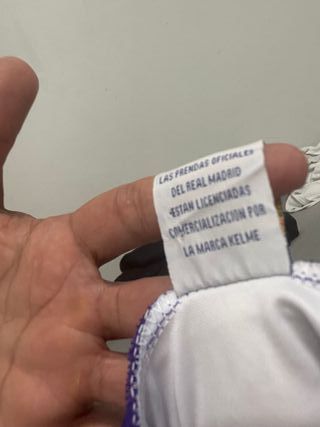 LAS PRENDAS OFICIALES
DEL REAL MADRID
ESTAN LICENCIADAS
COMERCIALIZACION POR
LA MARCA KELME